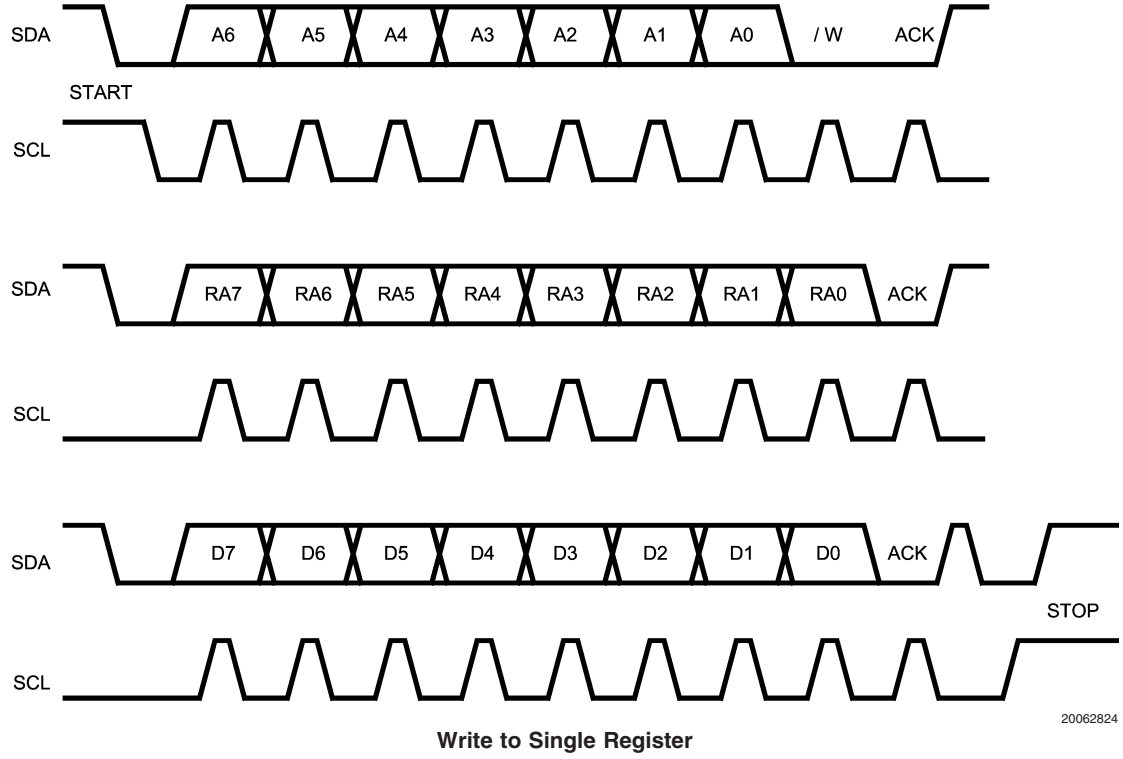 SDA A6 A5 A4 A3 A2 A1 A0 / W ACK
START
SCL
SDA RA7 RA6 RA5 RA4 RA3 RA2 RA1 RA0 ACK
SCL
SDA D7 D6 D5 D4 D3 D2 D1 D0 ACK
STOP
SCL
20062824
Write to Single Register